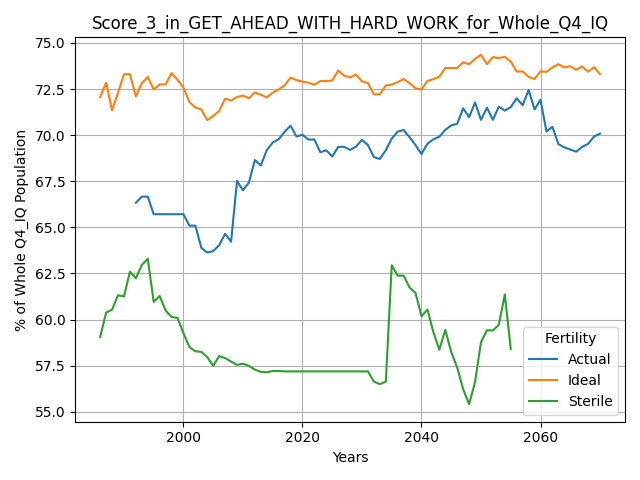 Score_3_in_GET_AHEAD_WITH_HARD_WORK_for_Whole_Q4_IQ
% of Whole Q4_IQ Population
75.0
72.5
70.0
67.5
65.0
62.5
60.0
57.5
55.0
Fertility
Actual
Ideal
Sterile
2000
2020
2040
2060
Years